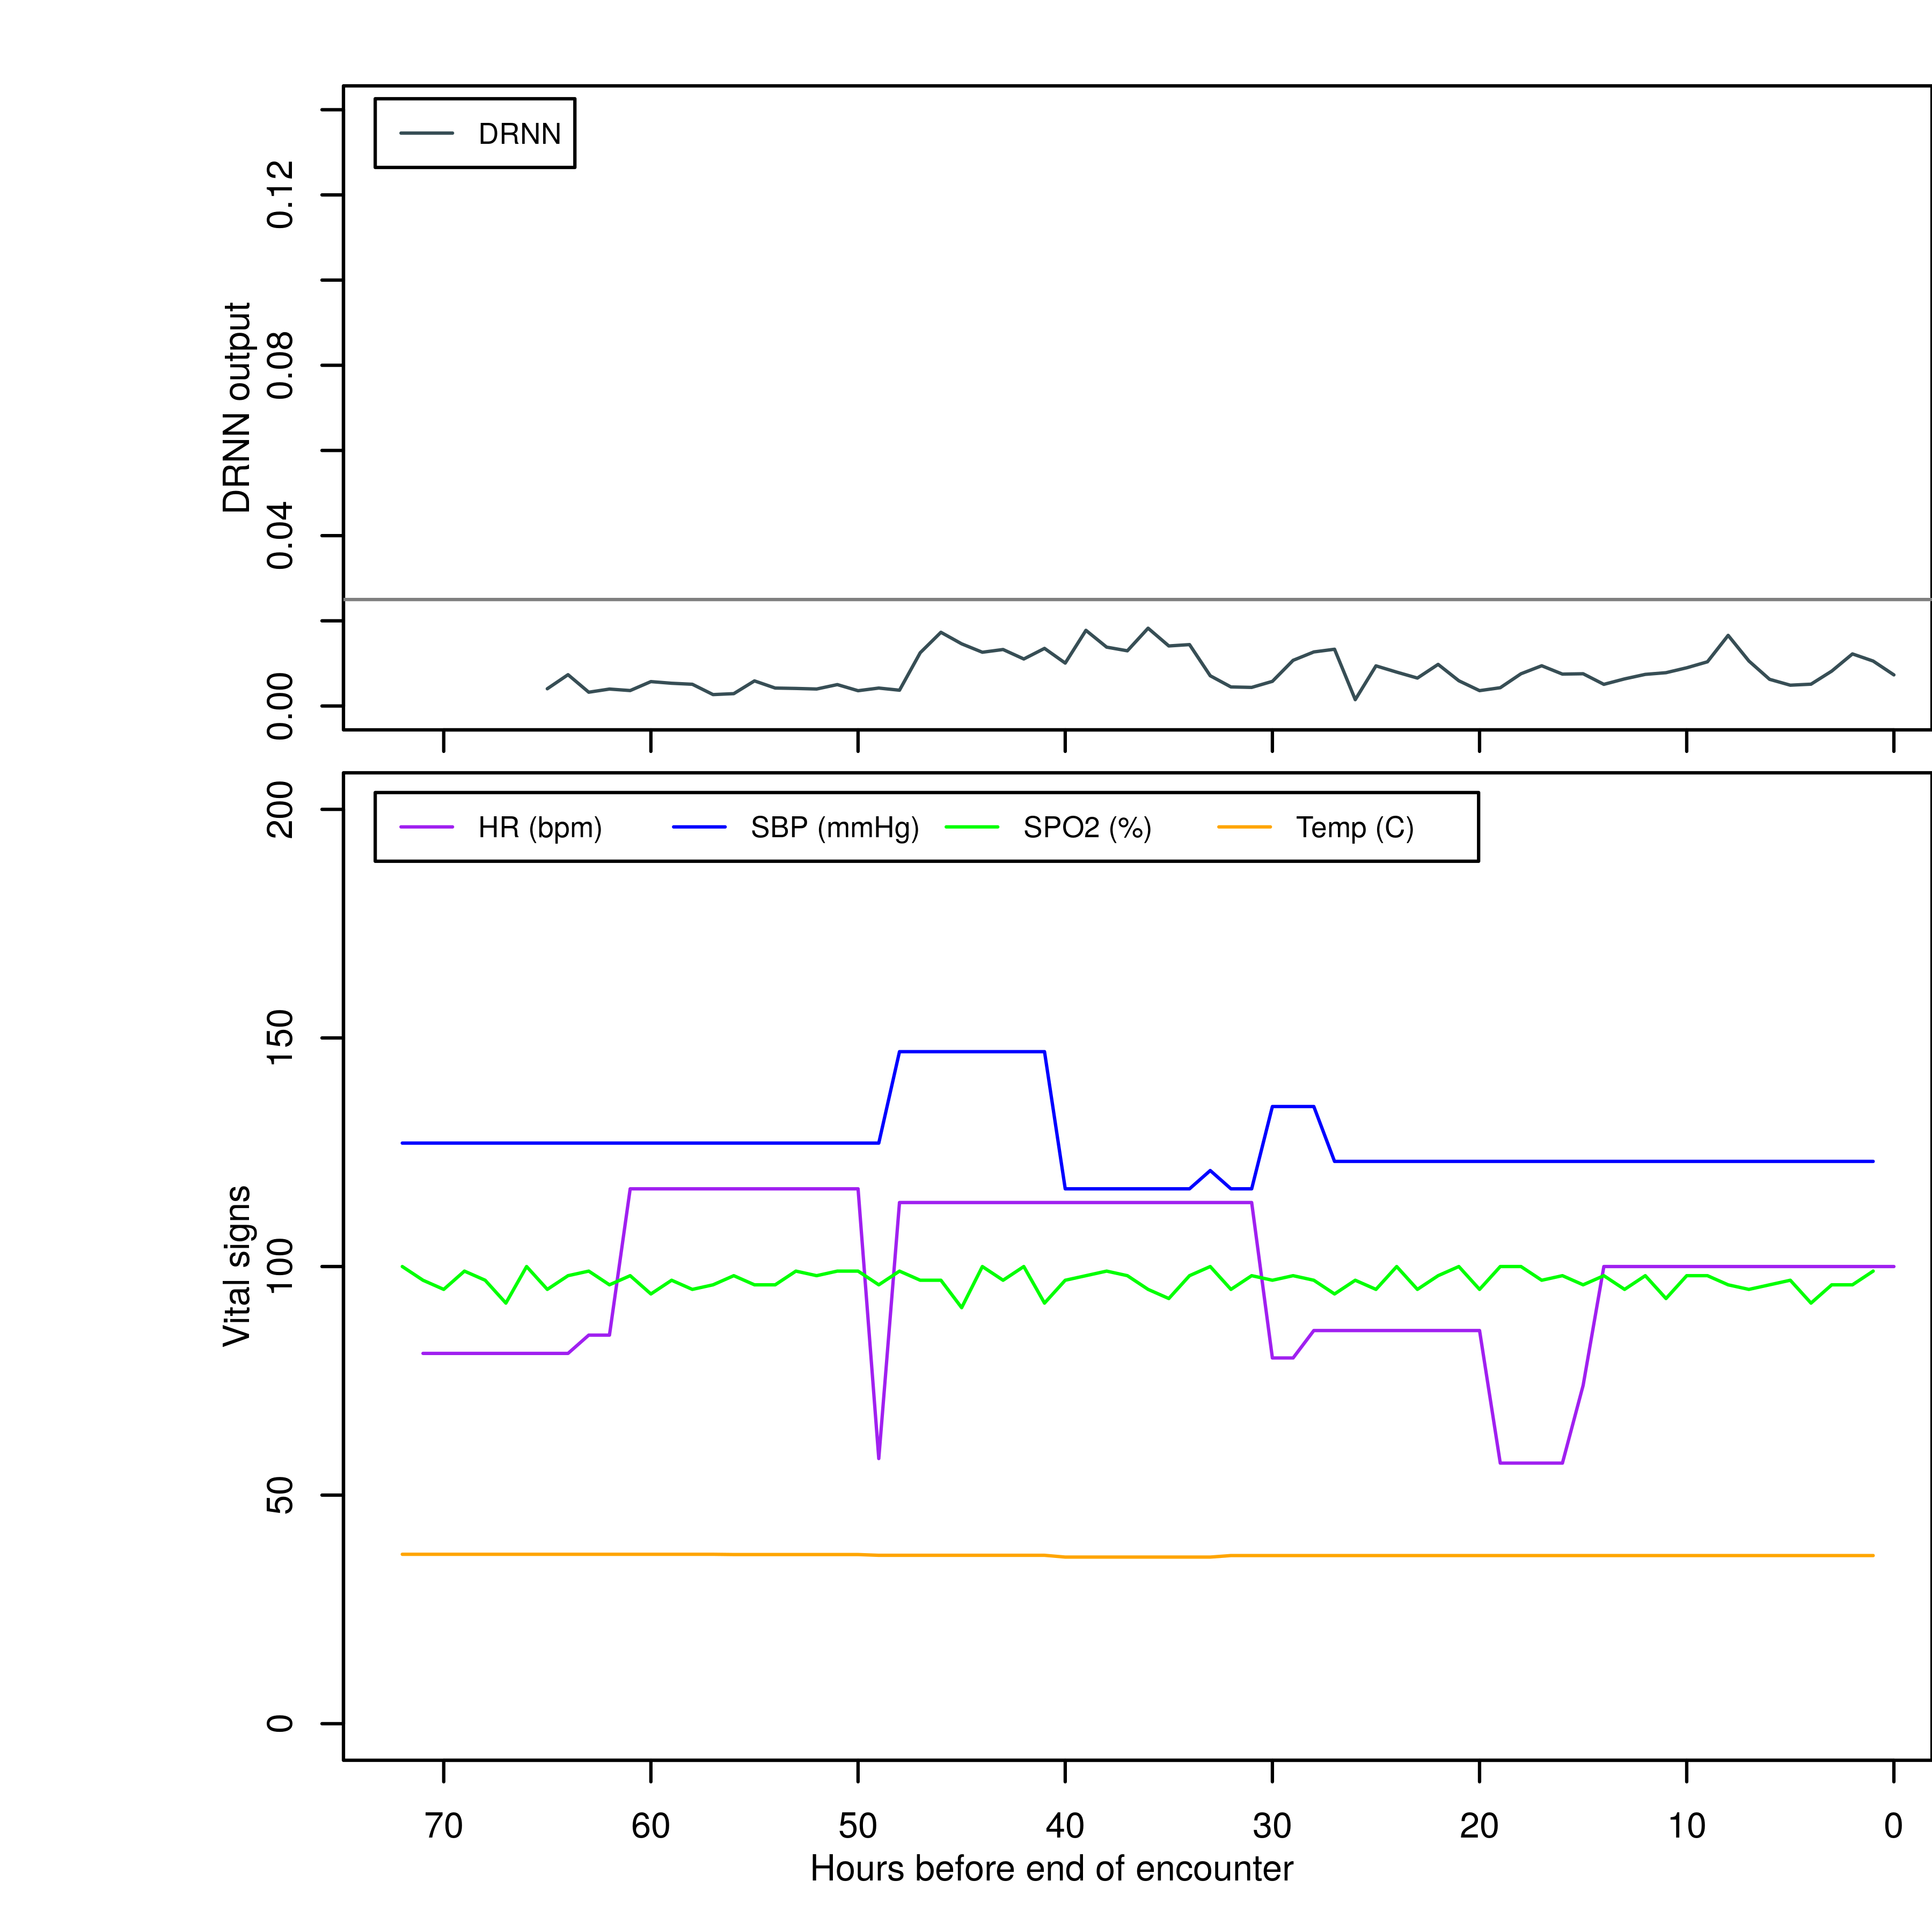 DRNN
DRNN output
0.12
0.08
0.04
0.00
HR (bpm) SBP (mmHg) SPO2 (%) Temp (C)
Vital signs
200
150
100
50
0
70 60 50 40 30 20 10 0
Hours before end of encounter